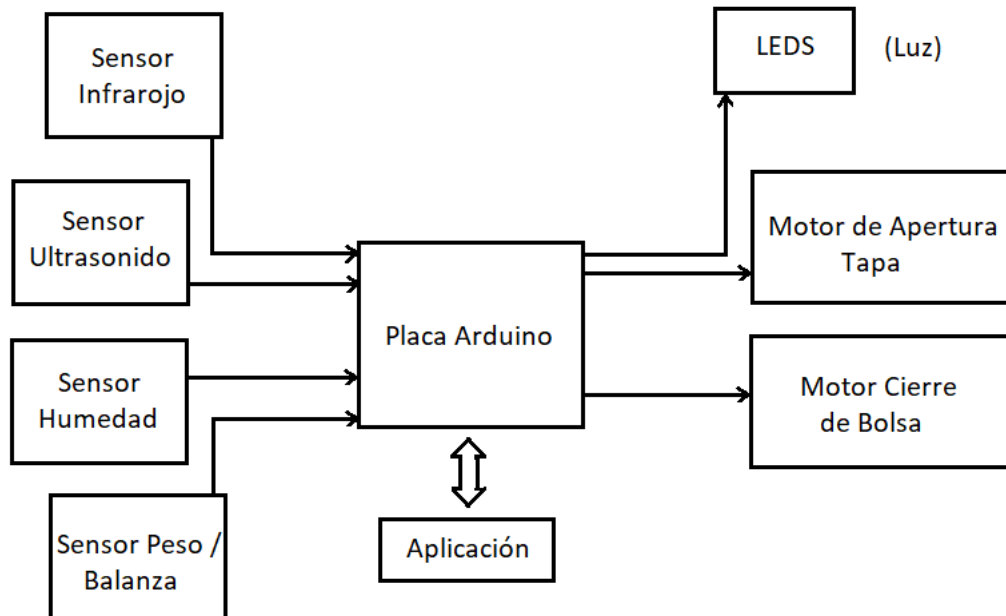 Sensor
Infrarojo
LEDS
(Luz)
Sensor
Ultrasonido
Motor de Apertura
Tapa
Placa Arduino
Sensor
Humedad
Motor Cierre
de Bolsa
Sensor Peso /
Balanza
Aplicación